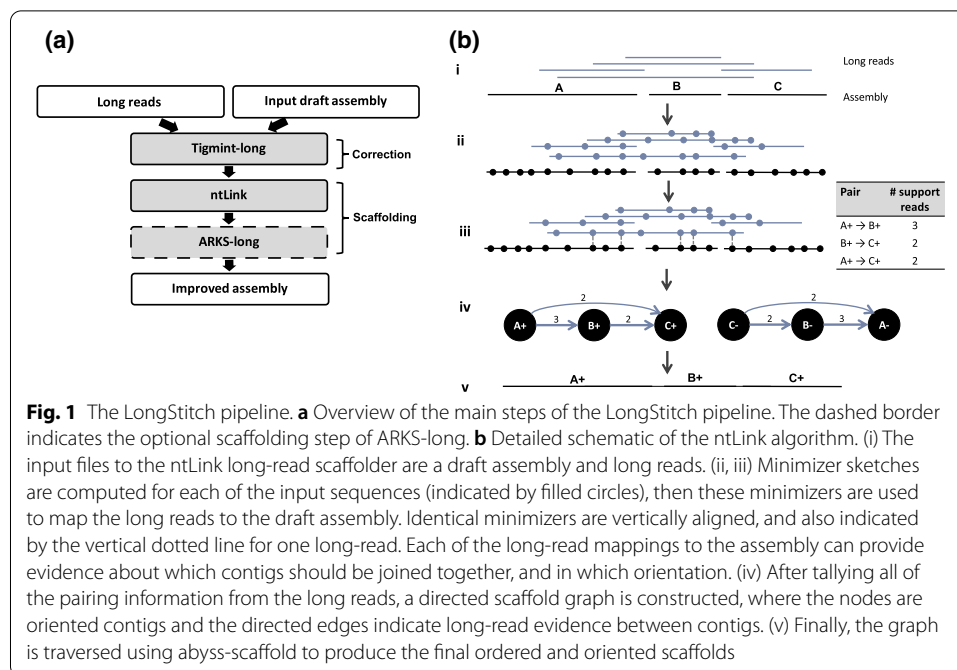 (a)
Long reads
Input draft assembly
Tigmint-long
Correction
ntLink
Scaffolding
ARKS-long
Improved assembly
(b)
i
Long reads
A
B
C
Assembly
ii
iii
Pair # support reads
A+ → B+ 3
B+ → C+ 2
A+ → C+ 2
iv
2
A+ 3 B+ 2 C+
2
C- 2 B- 3 A-
v
A+ B+ C+
Fig. 1 The LongStitch pipeline. a Overview of the main steps of the LongStitch pipeline. The dashed border
indicates the optional scaffolding step of ARKS-long. b Detailed schematic of the ntLink algorithm. (i) The
input files to the ntLink long-read scaffolder are a draft assembly and long reads. (ii, iii) Minimizer sketches
are computed for each of the input sequences (indicated by filled circles), then these minimizers are used
to map the long reads to the draft assembly. Identical minimizers are vertically aligned, and also indicated
by the vertical dotted line for one long-read. Each of the long-read mappings to the assembly can provide
evidence about which contigs should be joined together, and in which orientation. (iv) After tallying all of
the pairing information from the long reads, a directed scaffold graph is constructed, where the nodes are
oriented contigs and the directed edges indicate long-read evidence between contigs. (v) Finally, the graph
is traversed using abyss-scaffold to produce the final ordered and oriented scaffolds